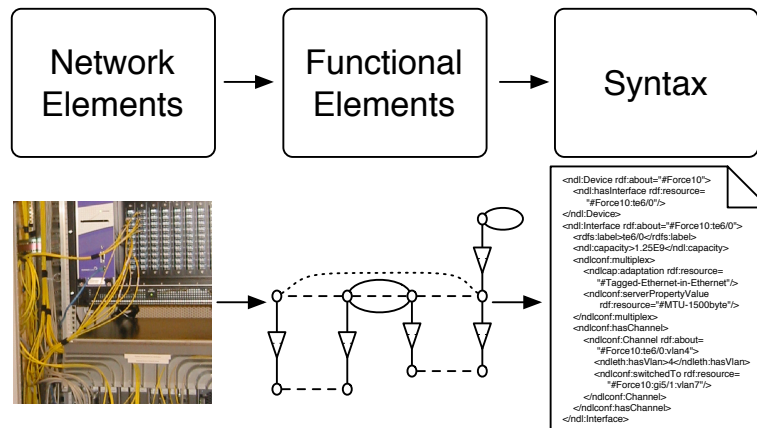 Network
Elements
Functional
Elements
Syntax
<ndl:Device rdf:about="#Force10">
<ndl:hasInterface rdf:resource=
"#Force10:te6/0"/>
</ndl:Device>
<ndl:Interface rdf:about="#Force10:te6/0">
<rdfs:label>te6/0</rdfs:label>
<ndl:capacity>1.25E9</ndl:capacity>
<ndlconf:multiplex>
<ndlcap:adaptation rdf:resource=
"#Tagged-Ethernet-in-Ethernet"/>
<ndlconf:serverPropertyValue
rdf:resource="#MTU-1500byte"/>
</ndlconf:multiplex>
<ndlconf:hasChannel>
<ndlconf:Channel rdf:about=
"#Force10:te6/0:vlan4">
<ndleth:hasVlan>4</ndleth:hasVlan>
<ndlconf:switchedTo rdf:resource=
"#Force10:gi5/1:vlan7"/>
</ndlconf:Channel>
</ndlconf:hasChannel>
</ndl:Interface>